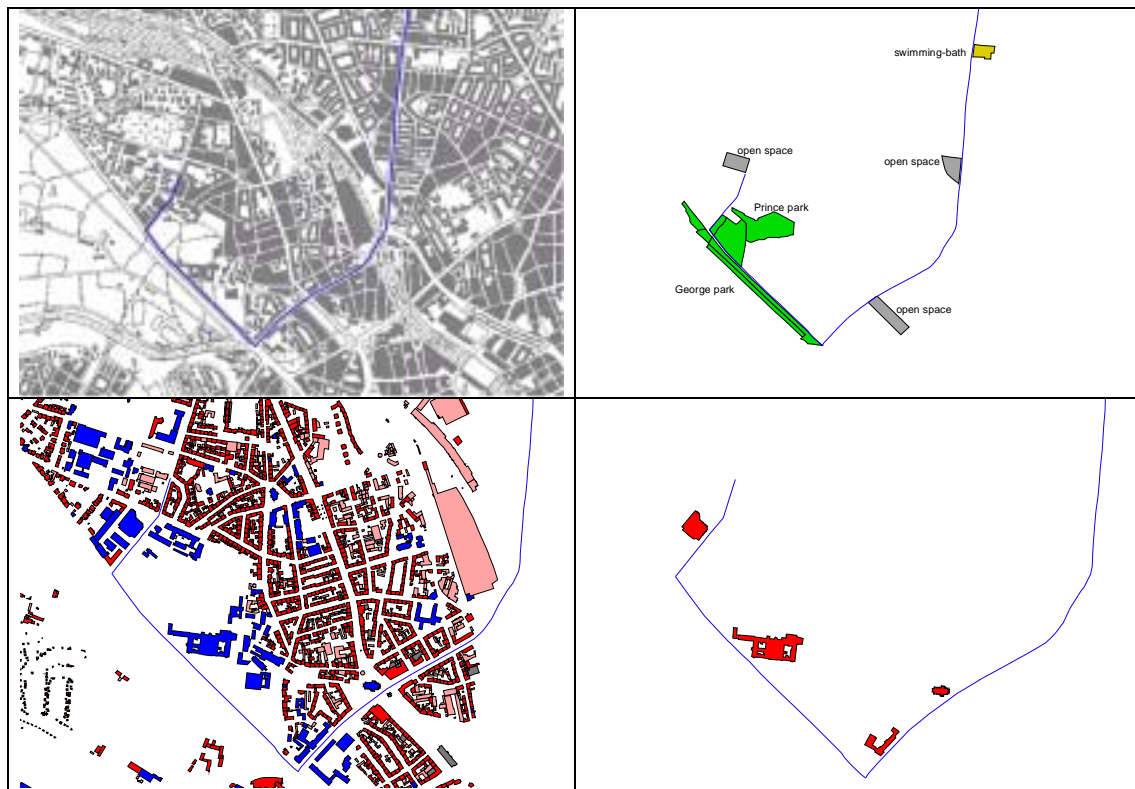 swimming-bath
open space
open space
Prince park
George park
open space